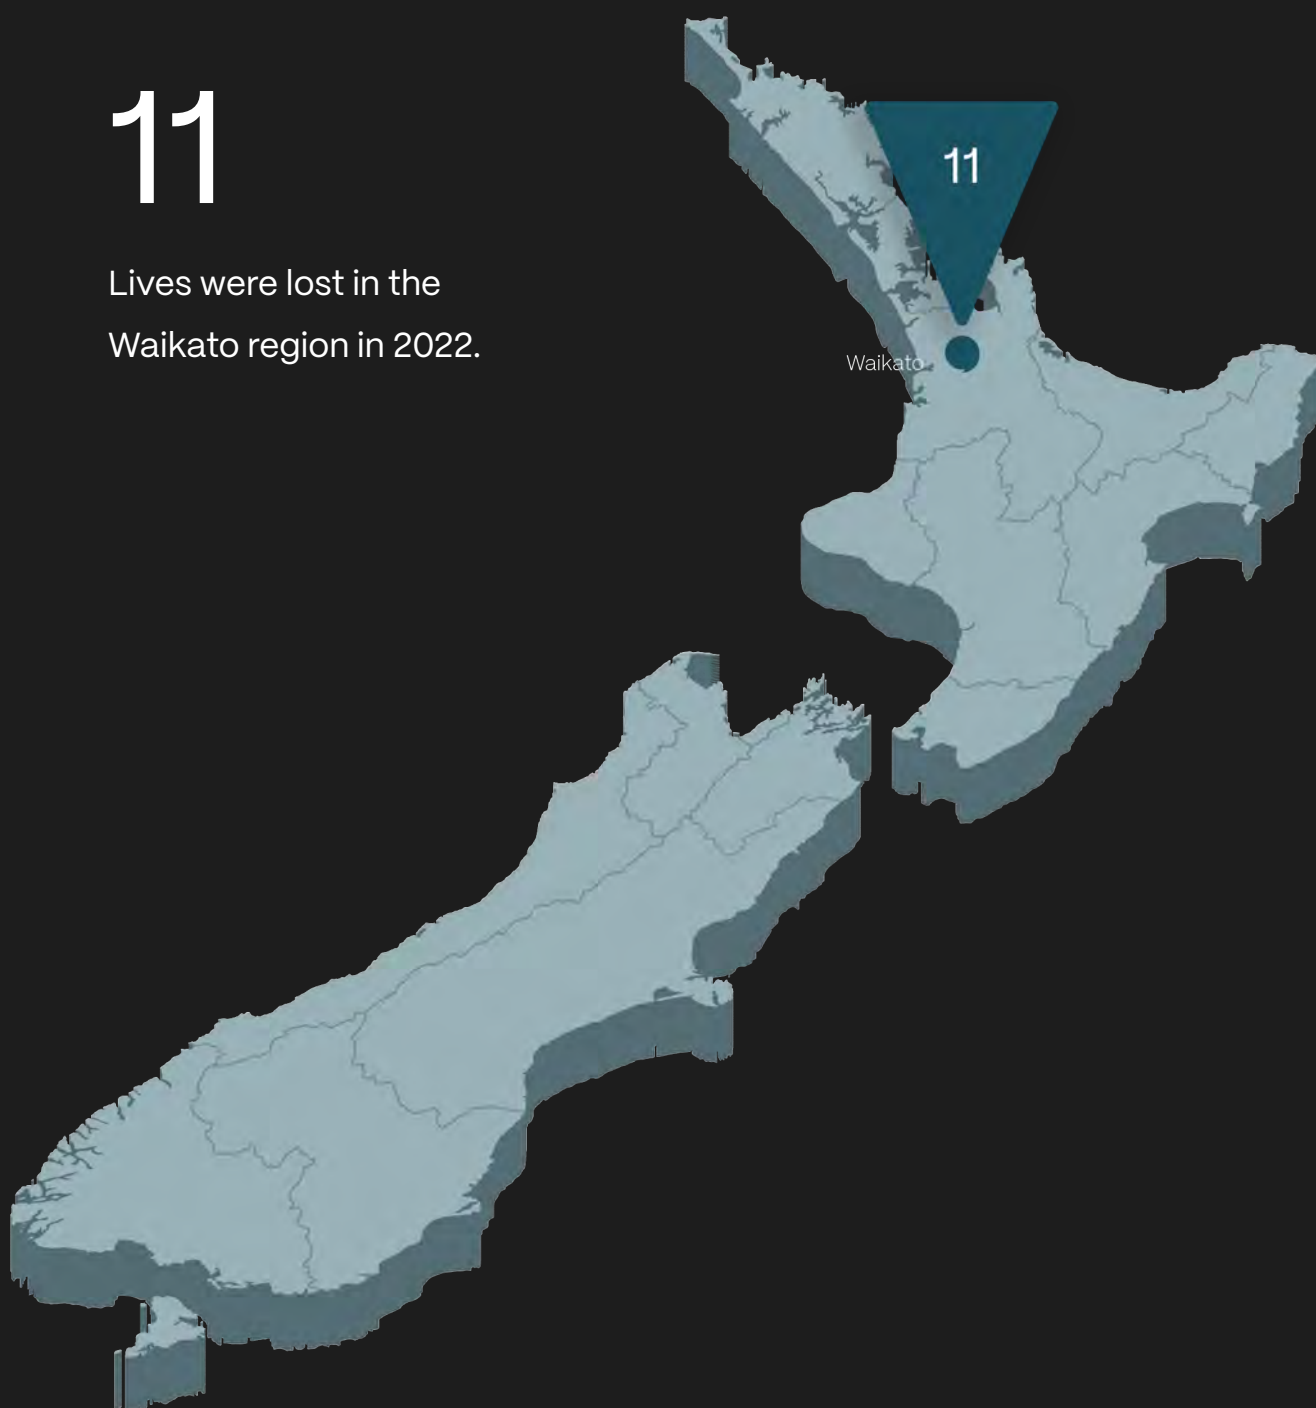 11
Lives were lost in the
Waikato region in 2022.
11
Waikato